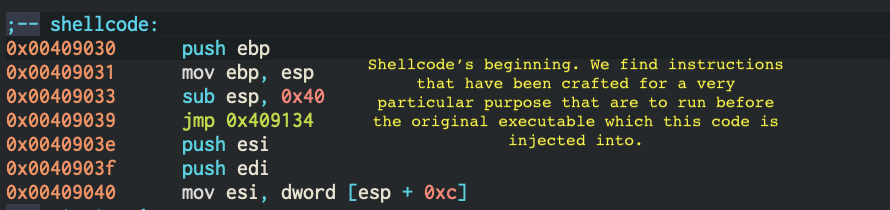 ;-- shellcode:
0x00409030 push ebp
0x00409031 mov ebp, esp
0x00409033 sub esp, 0x40
0x00409039 jmp 0x409134
0x0040903e push esi
0x0040903f push edi
0x00409040 mov esi, dword [esp + 0xc]
Shellcode's beginning. We find instructions
that have been crafted for a very
particular purpose that are to run before
the original executable which this code is
injected into.